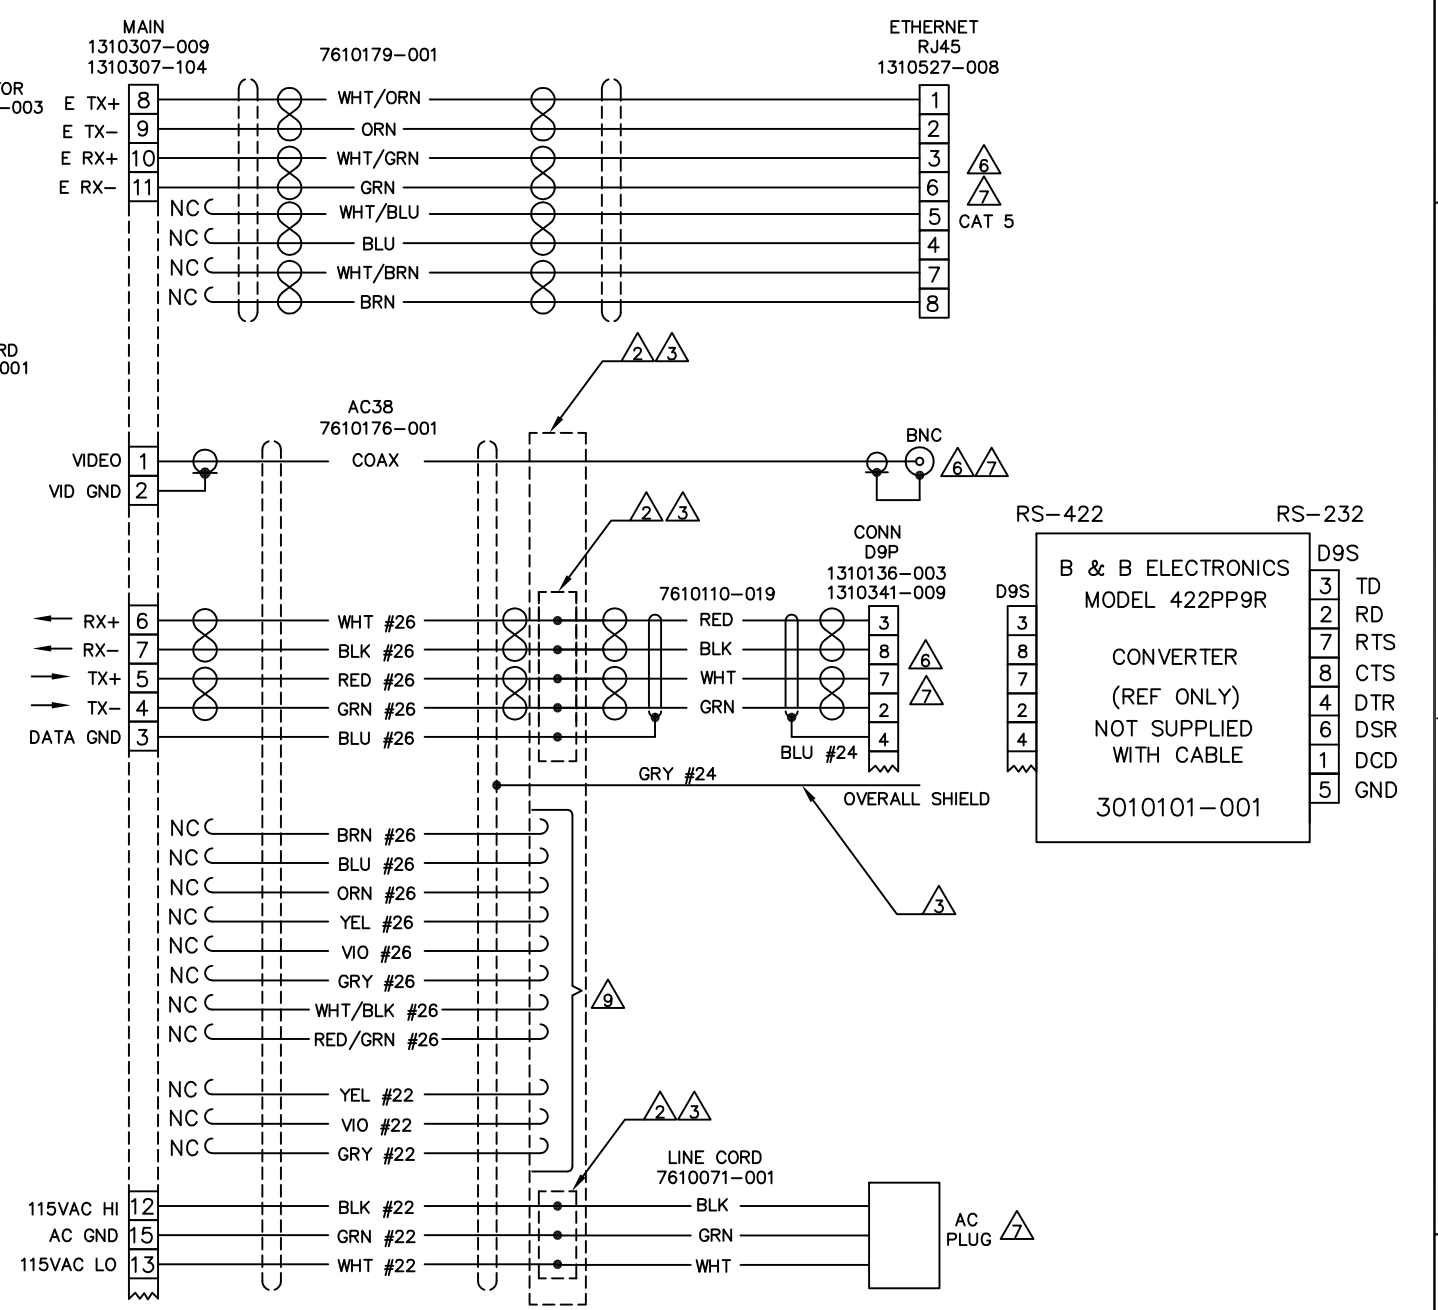 MAIN
1310307-009
1310307-104
7610179-001
ETHERNET
RJ45
1310527-008
TOR
-003
E TX+ 8 WHT/ORN 1
E TX- 9 ORN 2
E RX+ 10 WHT/GRN 3
E RX- 11 GRN 6
NC WHT/BLU 5
NC BLU 4
NC WHT/BRN 7
NC BRN 8
6
7
CAT 5
RD
001
2 3
AC38
7610176-001
VIDEO 1 COAX
VID GND 2
BNC
6 7
2 3
CONN
D9P
1310136-003
1310341-009
7610110-019
RX+ 6 WHT #26 RED 3
RX- 7 BLK #26 BLK 8
TX+ 5 RED #26 WHT 7
TX- 4 GRN #26 GRN 2
DATA GND 3 BLU #26 BLU #24 4
6
7
GRY #24
OVERALL SHIELD
3
RS-422
RS-232
D9S
3
8
7
2
4
B & B ELECTRONICS
MODEL 422PP9R
CONVERTER
(REF ONLY)
NOT SUPPLIED
WITH CABLE
3010101-001
D9S
3 TD
2 RD
7 RTS
8 CTS
4 DTR
6 DSR
1 DCD
5 GND
NC BRN #26
NC BLU #26
NC ORN #26
NC YEL #26
NC VIO #26
NC GRY #26
NC WHT/BLK #26
NC RED/GRN #26
9
NC YEL #22
NC VIO #22
NC GRY #22
2 3
LINE CORD
7610071-001
115VAC HI 12 BLK #22 BLK
AC GND 15 GRN #22 GRN
115VAC LO 13 WHT #22 WHT
AC
PLUG
7